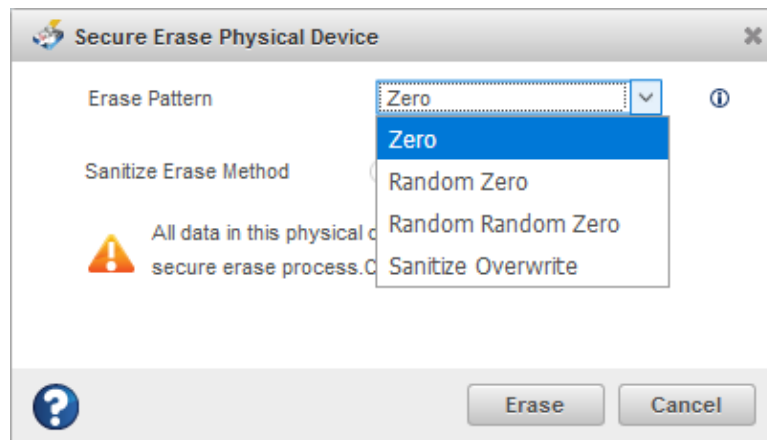 Secure Erase Physical Device
Erase Pattern
Zero
Zero
Random Zero
Sanitize Erase Method
Random Random Zero
Sanitize Overwrite
All data in this physical
secure erase process.C
Erase
Cancel